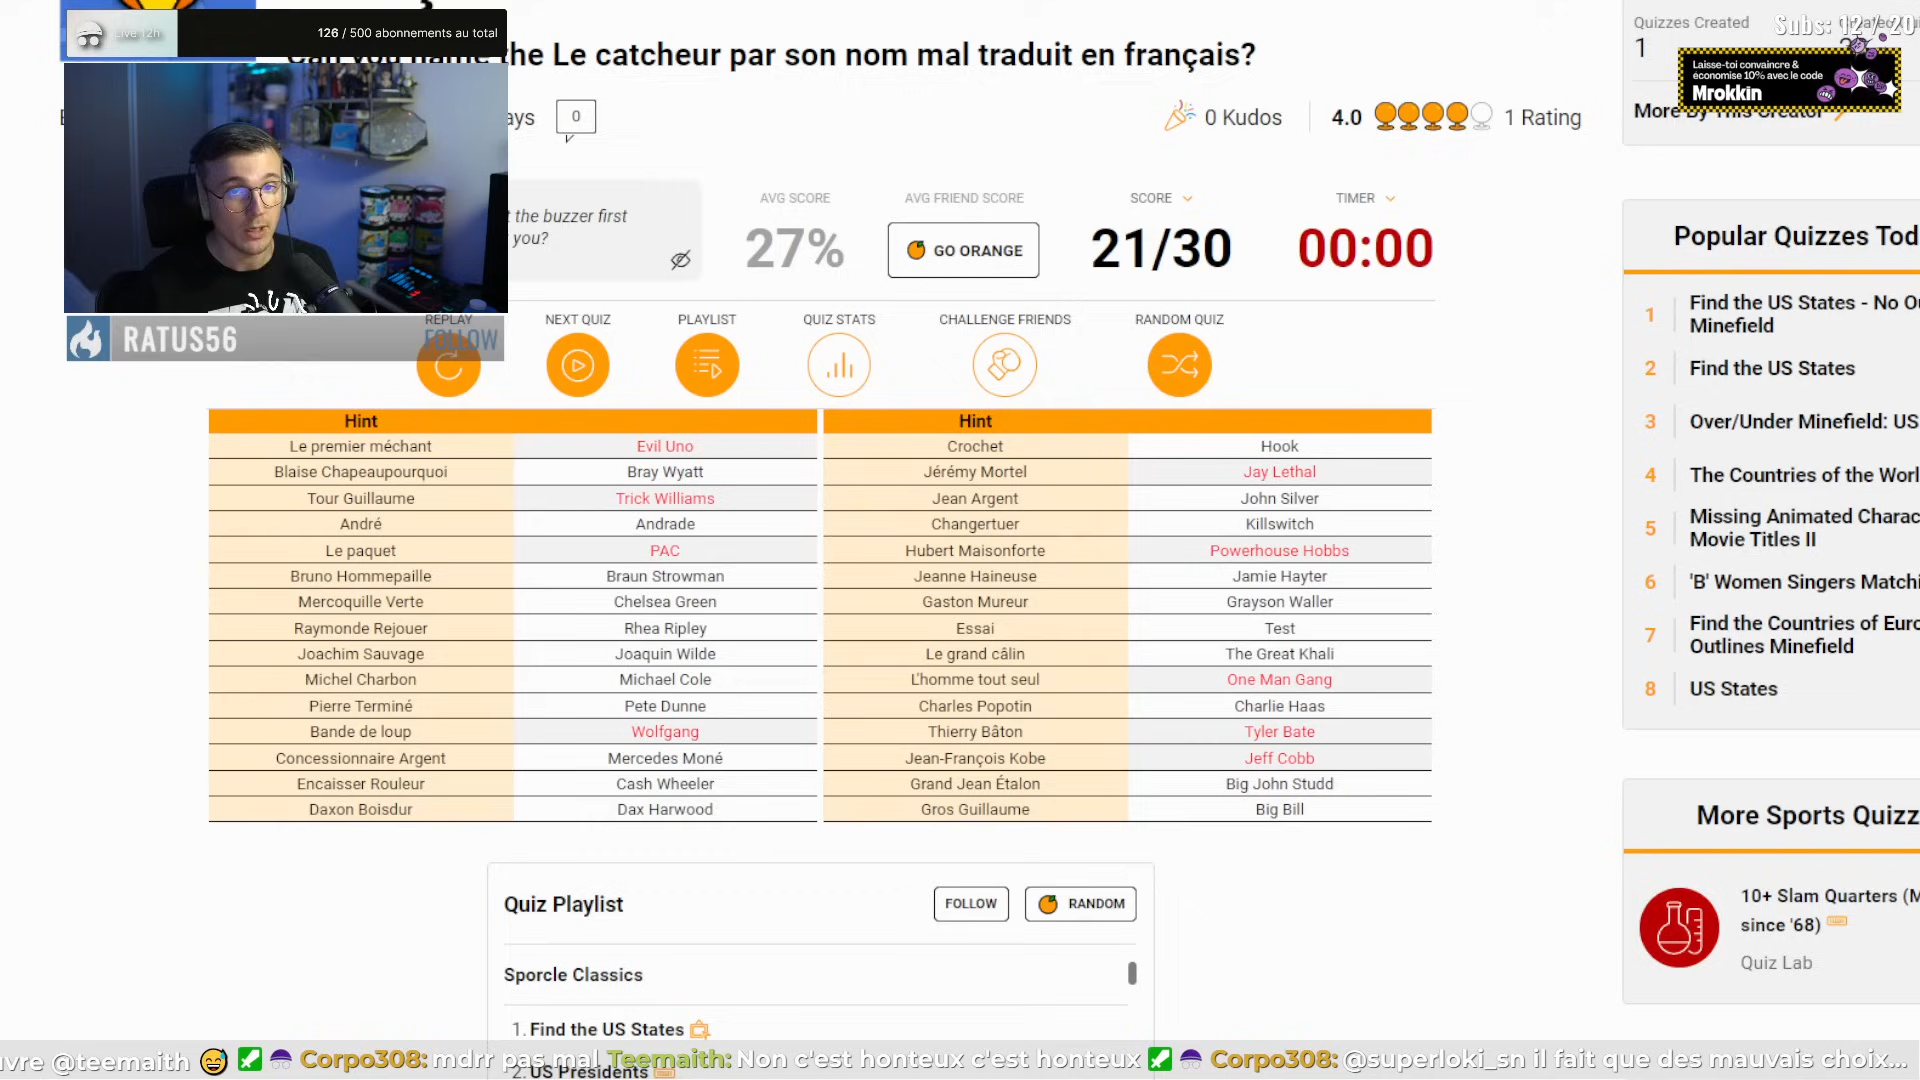 Live 12h
126 / 500 abonnements au total
the Le catcheur par son nom mal traduit en français?
ays
0
0 Kudos
4.0
1 Rating
Quizzes Created
1
Subs: 12 / 20
Laisse-toi convaincre &
économise 10% avec le code
Mrokkin
More By This Creator
t the buzzer first
you?
AVG SCORE
27%
AVG FRIEND SCORE
GO ORANGE
SCORE
21/30
TIMER
00:00
RATUS56
FOLLOW
REPLAY
NEXT QUIZ
PLAYLIST
QUIZ STATS
CHALLENGE FRIENDS
RANDOM QUIZ
Hint
Le premier méchant Evil Uno
Blaise Chapeaupourquoi Bray Wyatt
Tour Guillaume Trick Williams
André Andrade
Le paquet PAC
Bruno Hommepaille Braun Strowman
Mercoquille Verte Chelsea Green
Raymonde Rejouer Rhea Ripley
Joachim Sauvage Joaquin Wilde
Michel Charbon Michael Cole
Pierre Terminé Pete Dunne
Bande de loup Wolfgang
Concessionnaire Argent Mercedes Moné
Encaisser Rouleur Cash Wheeler
Daxon Boisdur Dax Harwood
Hint
Crochet Hook
Jérémy Mortel Jay Lethal
Jean Argent John Silver
Changertuer Killswitch
Hubert Maisonforte Powerhouse Hobbs
Jeanne Haineuse Jamie Hayter
Gaston Mureur Grayson Waller
Essai Test
Le grand câlin The Great Khali
L'homme tout seul One Man Gang
Charles Popotin Charlie Haas
Thierry Bâton Tyler Bate
Jean-François Kobe Jeff Cobb
Grand Jean Étalon Big John Studd
Gros Guillaume Big Bill
Popular Quizzes Tod
1 Find the US States - No Ou
Minefield
2 Find the US States
3 Over/Under Minefield: US
4 The Countries of the Worl
5 Missing Animated Charac
Movie Titles II
6 'B' Women Singers Matchi
7 Find the Countries of Euro
Outlines Minefield
8 US States
More Sports Quizz
10+ Slam Quarters (M
since '68)
Quiz Lab
Quiz Playlist
FOLLOW
RANDOM
Sporcle Classics
1. Find the US States
2. US Presidents
uvre @teemaith Corpo308: mdrr pas mal Teemaith: Non c'est honteux c'est honteux Corpo308: @superloki_sn il fait que des mauvais choix...